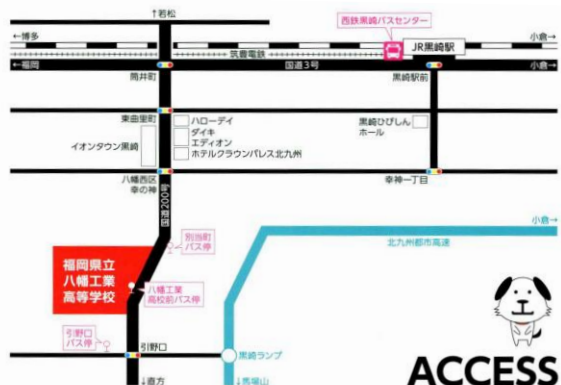 ↑若松
西鉄黒崎バスセンター
←博多
JR黒崎駅
小倉→
筑豊電鉄
←福岡
国道3号
小倉→
筒井町
黒崎駅前
東曲里町
ハローデイ
ダイキ
エディオン
ホテルクラウンパレス北九州
黒崎ひびしん
ホール
イオンタウン黒崎
八幡西区
幸の神
幸神一丁目
国道200号
小倉→
別当町
バス停
北九州都市高速
福岡県立
八幡工業
高等学校
八幡工業
高校前バス停
引野口
バス停
引野口
黒崎ランプ
↓直方
↓馬場山
ACCESS